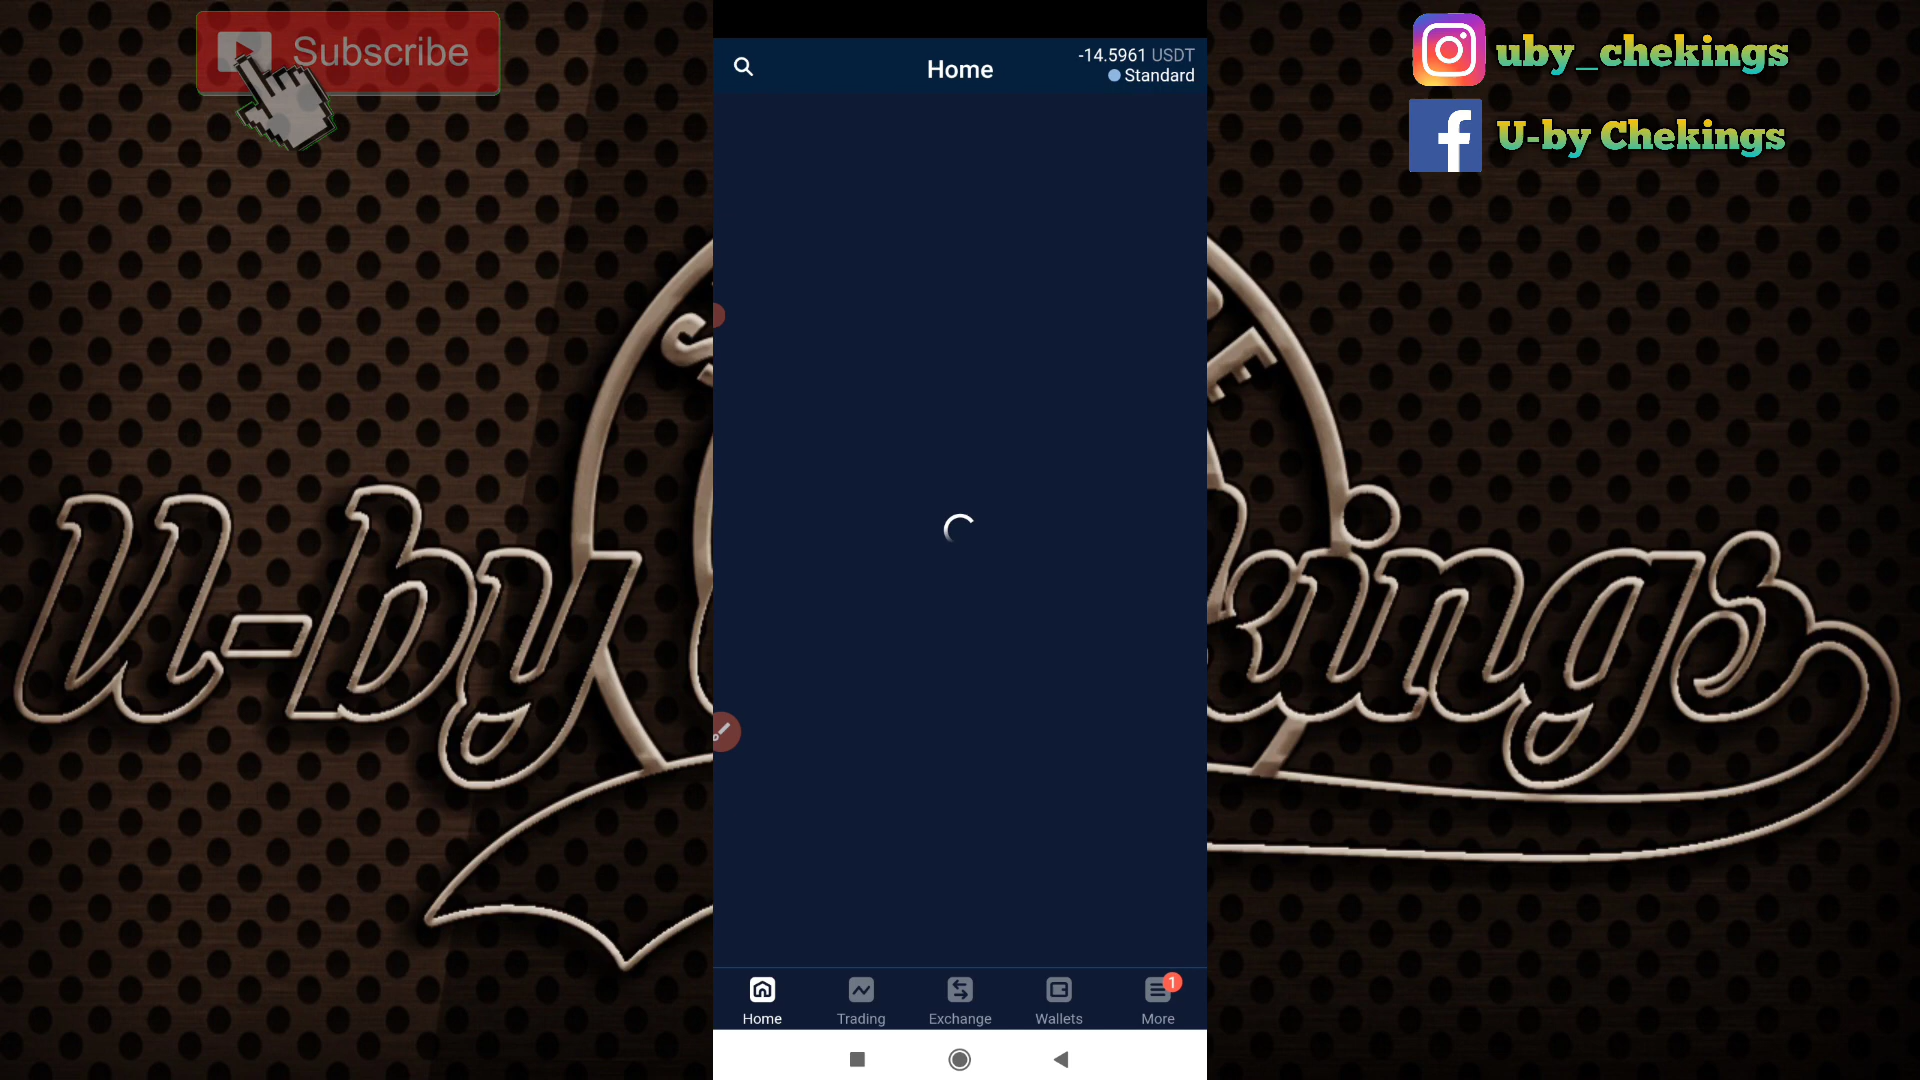 Subscribe
Home
-14.5961 USDT
Standard
uby_chekings
U-by Chekings
U-by
kings
Home
Trading
Exchange
Wallets
More
1